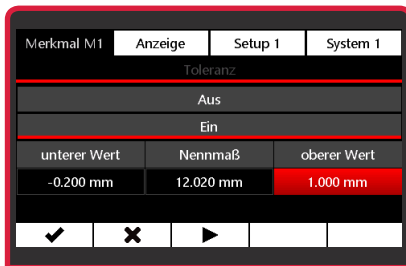 Merkmal M1 Anzeige Setup 1 System 1
Toleranz
Aus
Ein
unterer Wert Nennmaß oberer Wert
-0.200 mm 12.020 mm 1.000 mm